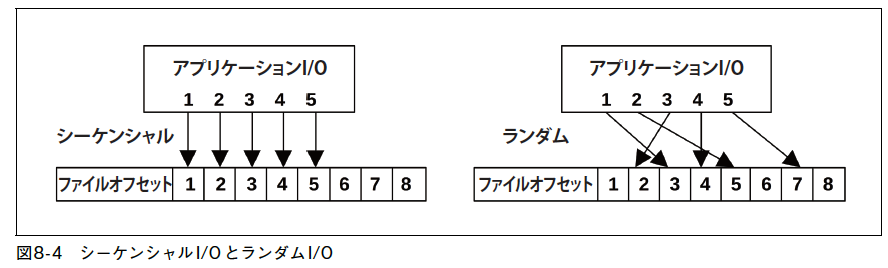 アプリケーションI/O
1 2 3 4 5
シーケンシャル
ファイルオフセット 1 2 3 4 5 6 7 8
アプリケーションI/O
1 2 3 4 5
ランダム
ファイルオフセット 1 2 3 4 5 6 7 8
図8-4 シーケンシャルI/OとランダムI/O